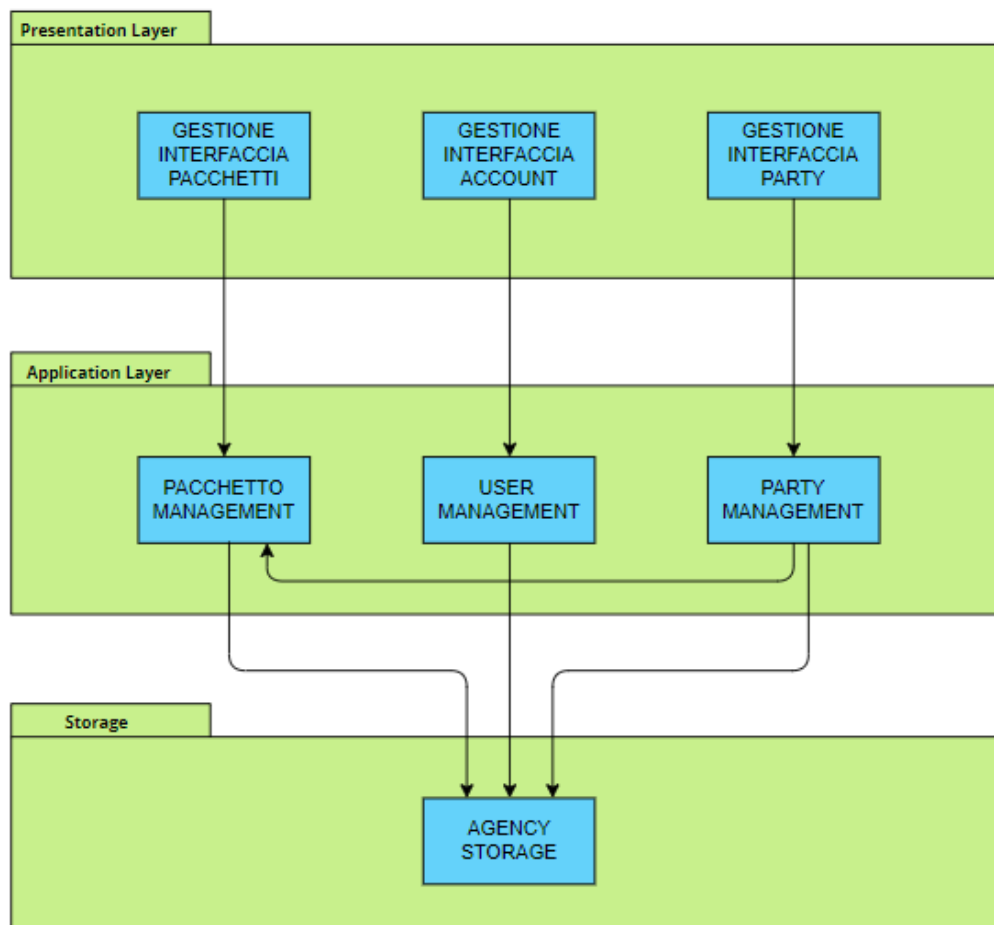 Presentation Layer
GESTIONE
INTERFACCIA
PACCHETTI
GESTIONE
INTERFACCIA
ACCOUNT
GESTIONE
INTERFACCIA
PARTY
Application Layer
PACCHETTO
MANAGEMENT
USER
MANAGEMENT
PARTY
MANAGEMENT
Storage
AGENCY
STORAGE